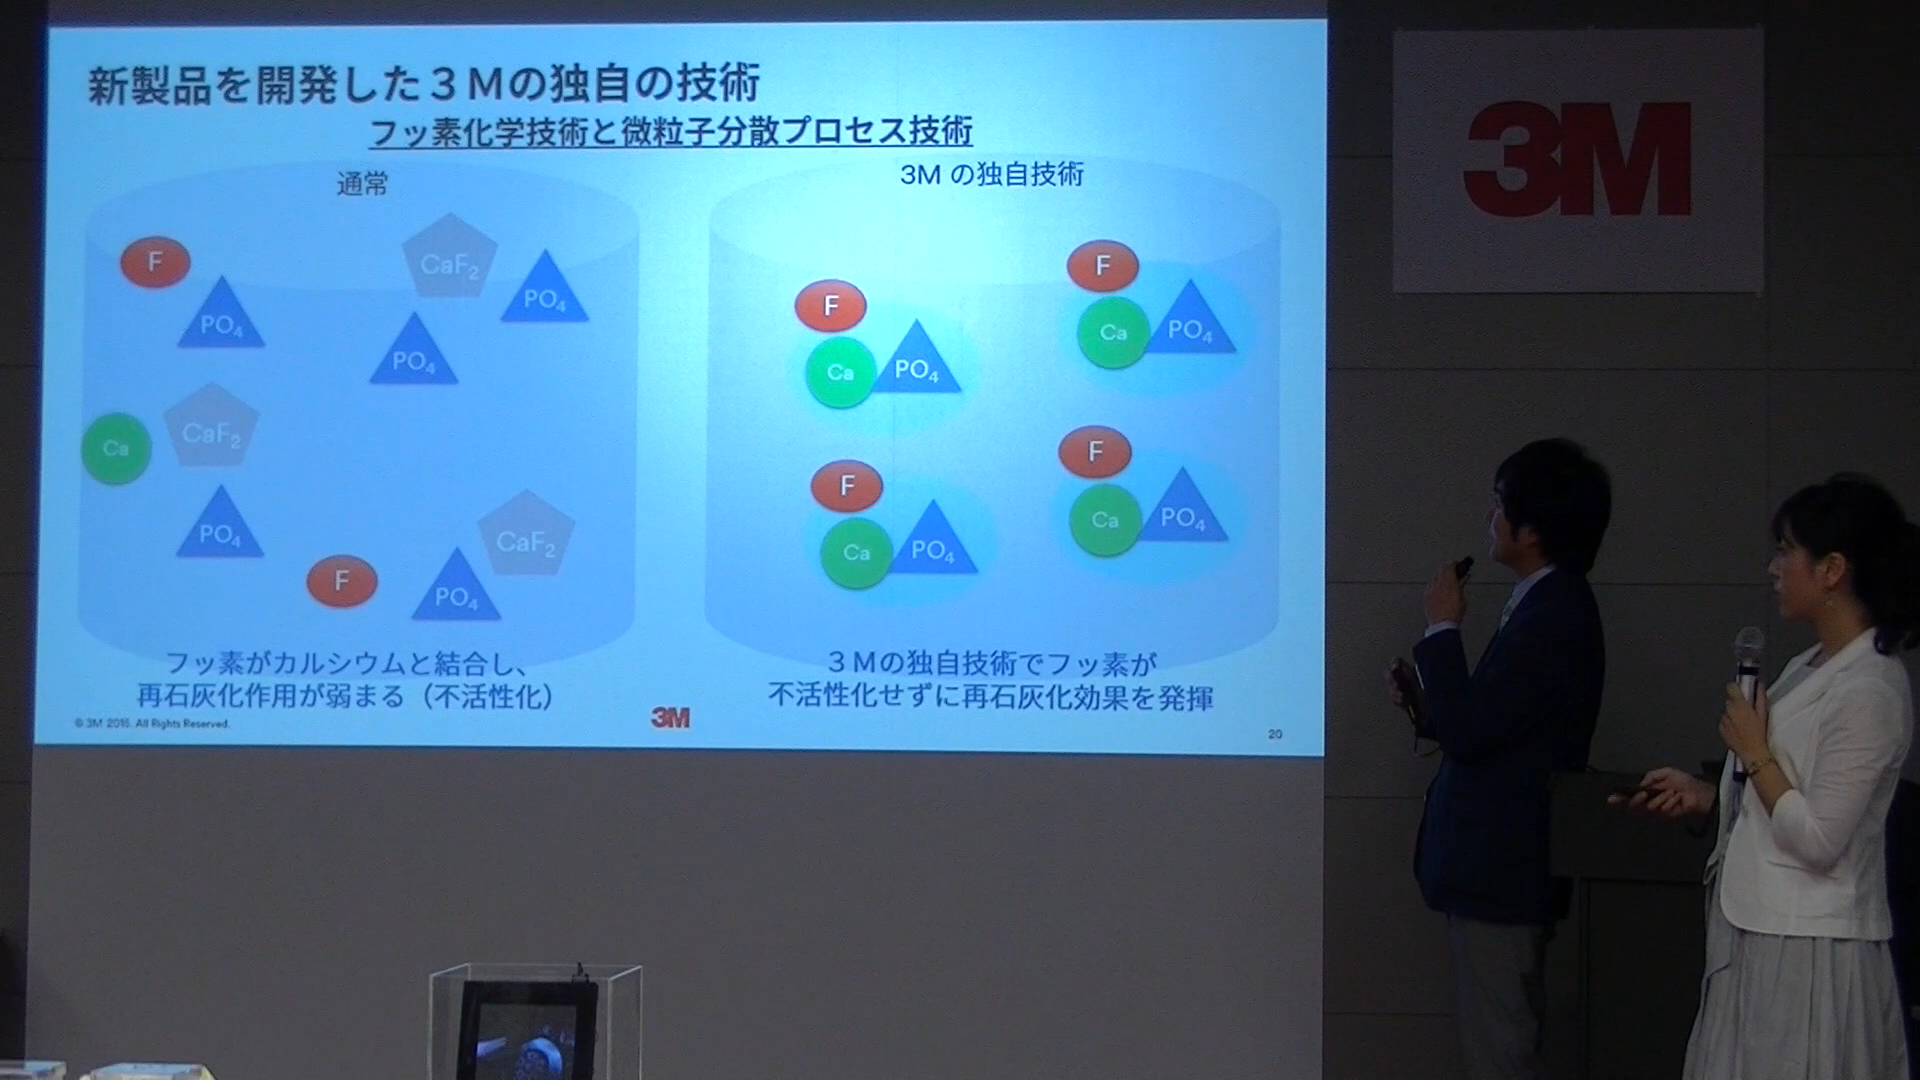 新製品を開発した３Ｍの独自の技術
フッ素化学技術と微粒子分散プロセス技術
通常
F
PO₄
CaF₂
PO₄
PO₄
Ca
CaF₂
PO₄
F
PO₄
CaF₂
フッ素がカルシウムと結合し、
再石灰化作用が弱まる（不活性化）
3M の独自技術
F
Ca
PO₄
F
Ca
PO₄
F
Ca
PO₄
F
Ca
PO₄
３Ｍの独自技術でフッ素が
不活性化せずに再石灰化効果を発揮
© 3M 2016. All Rights Reserved.
3M
20
3M